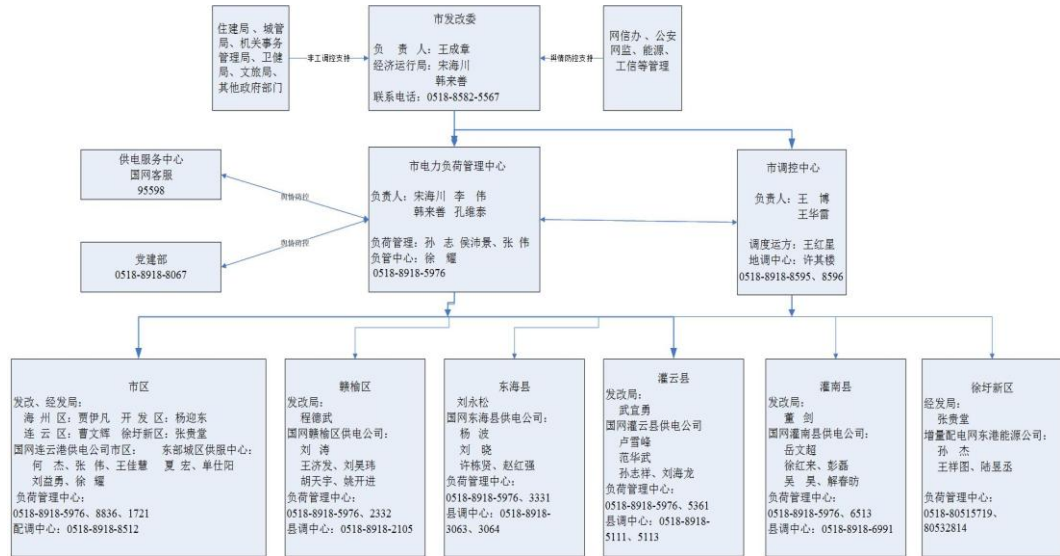 住建局、城管
局、机关事务
管理局、卫健
局、文旅局、
其他政府部门
季工调控支持
市发改委
负 责 人：王成章
经济运行局：宋海川
韩来善
联系电话：0518-8582-5567
舆情防控支持
网信办、公安
网监、能源、
工信等管理
供电服务中心
国网客服
95598
舆情防控
党建部
0518-8918-8067
舆情防控
市电力负荷管理中心
负责人：宋海川 李 伟
韩来善 孔维泰
负荷管理：孙 志 侯沛景、张 伟
负管中心：徐 耀
0518-8918-5976
市调控中心
负责人：王 博
王华雷
调度运方：王红星
地调中心：许其楼
0518-8918-8595、8596
市区
发改、经发局：
海 州 区：贾伊凡 开 发 区：杨迎东
连 云 区：曹文辉 徐圩新区：张贵堂
国网连云港供电公司市区： 东部城区供服中心：
何 杰、张 伟、王佳慧 夏 宏、单仕阳
刘益勇、徐 耀
负荷管理中心：
0518-8918-5976、8836、1721
配调中心：0518-8918-8512
赣榆区
发改局：
程德武
国网赣榆区供电公司：
刘 涛
王济发、刘昊玮
胡天宇、姚开进
负荷管理中心：
0518-8918-5976、2332
县调中心：0518-8918-2105
东海县
刘永松
国网东海县供电公司：
杨 波
刘 晓
许栋贤、赵红强
负荷管理中心：
0518-8918-5976、3331
县调中心：0518-8918-
3063、3064
灌云县
发改局：
武宜勇
国网灌云县供电公司：
卢雪峰
范华武
孙志祥、刘海龙
负荷管理中心：
0518-8918-5976、5361
县调中心：0518-8918-
5111、5113
灌南县
发改局：
董 剑
国网灌南县供电公司：
岳文超
徐红来、彭磊
吴 昊、解春昉
负荷管理中心：
0518-8918-5976、6513
县调中心：0518-8918-6991
徐圩新区
经发局：
张贵堂
增量配电网东港能源公司：
孙 杰
王祥图、陆昱丞
负荷管理中心：
0518-80515719、
80532814